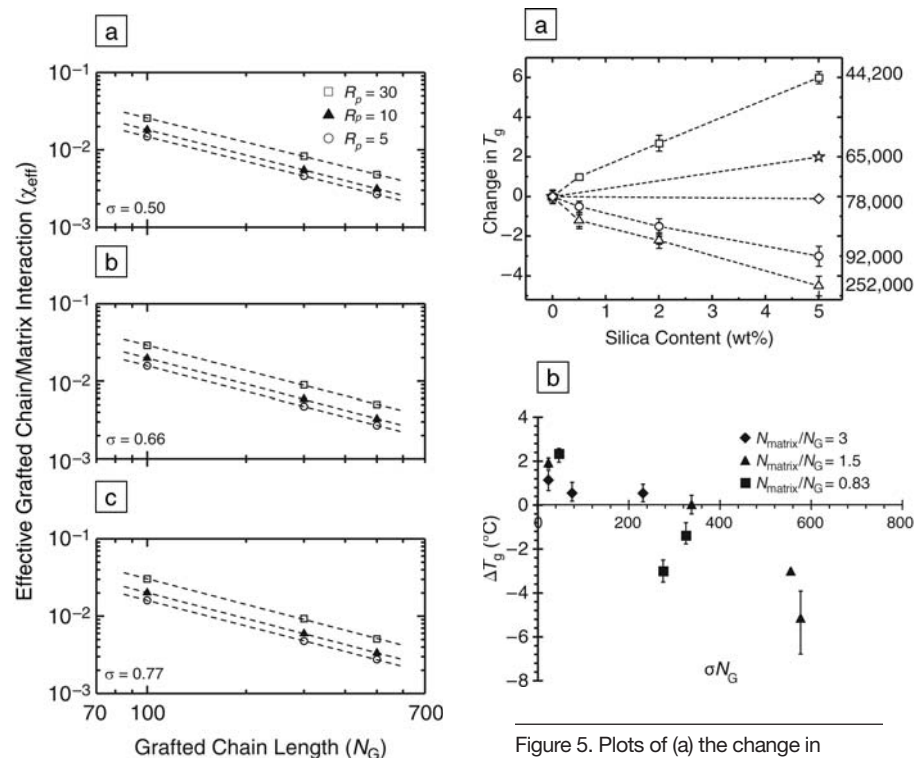 a
10⁻¹
10⁻²
10⁻³
□ Rₚ = 30
▲ Rₚ = 10
○ Rₚ = 5
σ = 0.50
b
10⁻¹
10⁻²
10⁻³
σ = 0.66
c
10⁻¹
10⁻²
10⁻³
σ = 0.77
70 100 700
Grafted Chain Length (N_G)
Effective Grafted Chain/Matrix Interaction (χ_eff)
a
6
4
2
0
−2
−4
Change in T_g
44,200
65,000
78,000
92,000
252,000
0 1 2 3 4 5
Silica Content (wt%)
b
4
2
0
−2
−4
−6
−8
ΔT_g (°C)
◆ N_matrix/N_G = 3
▲ N_matrix/N_G = 1.5
■ N_matrix/N_G = 0.83
0 200 400 600 800
σN_G
Figure 5. Plots of (a) the change in